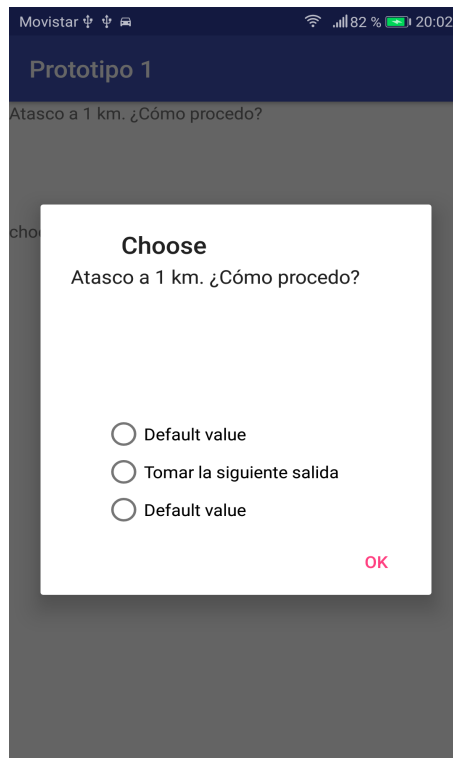 Movistar 82 % 20:02
Prototipo 1
Atasco a 1 km. ¿Cómo procedo?
Choose
Atasco a 1 km. ¿Cómo procedo?
Default value
Tomar la siguiente salida
Default value
OK